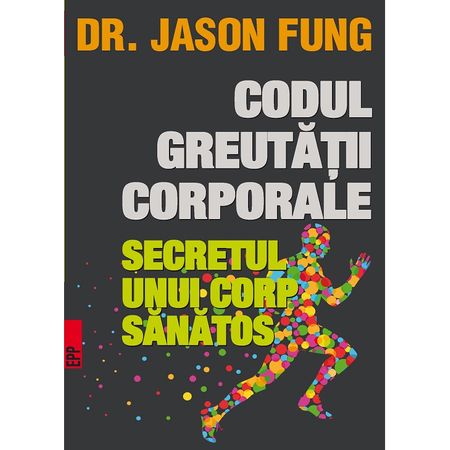 DR. JASON FUNG
CODUL
GREUTĂȚII
CORPORALE
SECRETUL
UNUI CORP
SĂNĂTOS
EPP